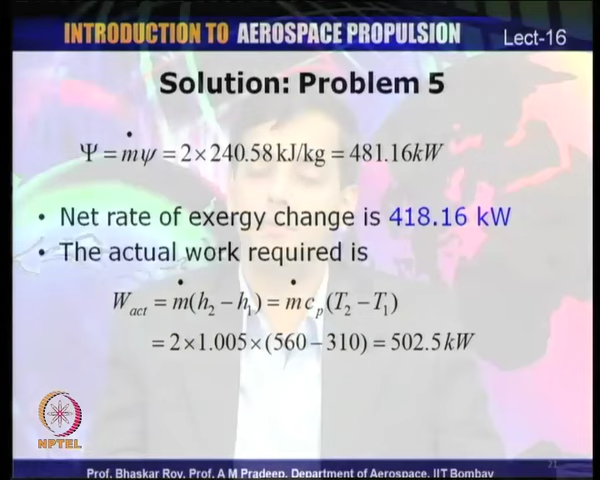 INTRODUCTION TO AEROSPACE PROPULSION
Lect-16
Solution: Problem 5
Ψ = ṁψ = 2 × 240.58 kJ/kg = 481.16kW
• Net rate of exergy change is 418.16 kW
• The actual work required is
W_act = ṁ(h₂ − h₁) = ṁ c_p (T₂ − T₁)
= 2×1.005×(560−310) = 502.5kW
NPTEL
21
Prof. Bhaskar Roy, Prof. A M Pradeep, Department of Aerospace, IIT Bombay